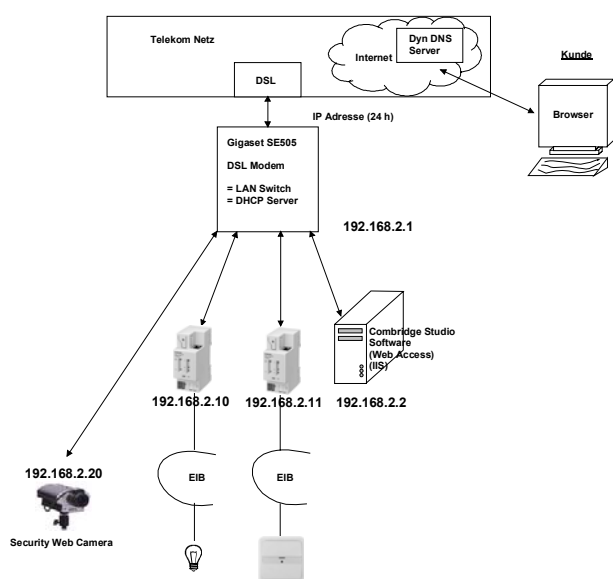 Telekom Netz
Dyn DNS
Server
Internet
Kunde
DSL
Browser
IP Adresse (24 h)
Gigaset SE505
DSL Modem
= LAN Switch
= DHCP Server
192.168.2.1
Combridge Studio
Software
(Web Access)
(IIS)
192.168.2.10
192.168.2.11
192.168.2.2
192.168.2.20
EIB
EIB
Security Web Camera